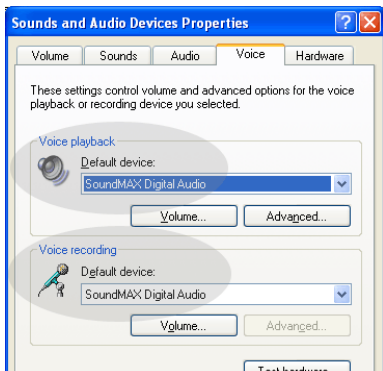 Sounds and Audio Devices Properties
Volume Sounds Audio Voice Hardware
These settings control volume and advanced options for the voice
playback or recording device you selected.
Voice playback
Default device:
SoundMAX Digital Audio
Volume... Advanced...
Voice recording
Default device:
SoundMAX Digital Audio
Volume... Advanced...
Test hardware...